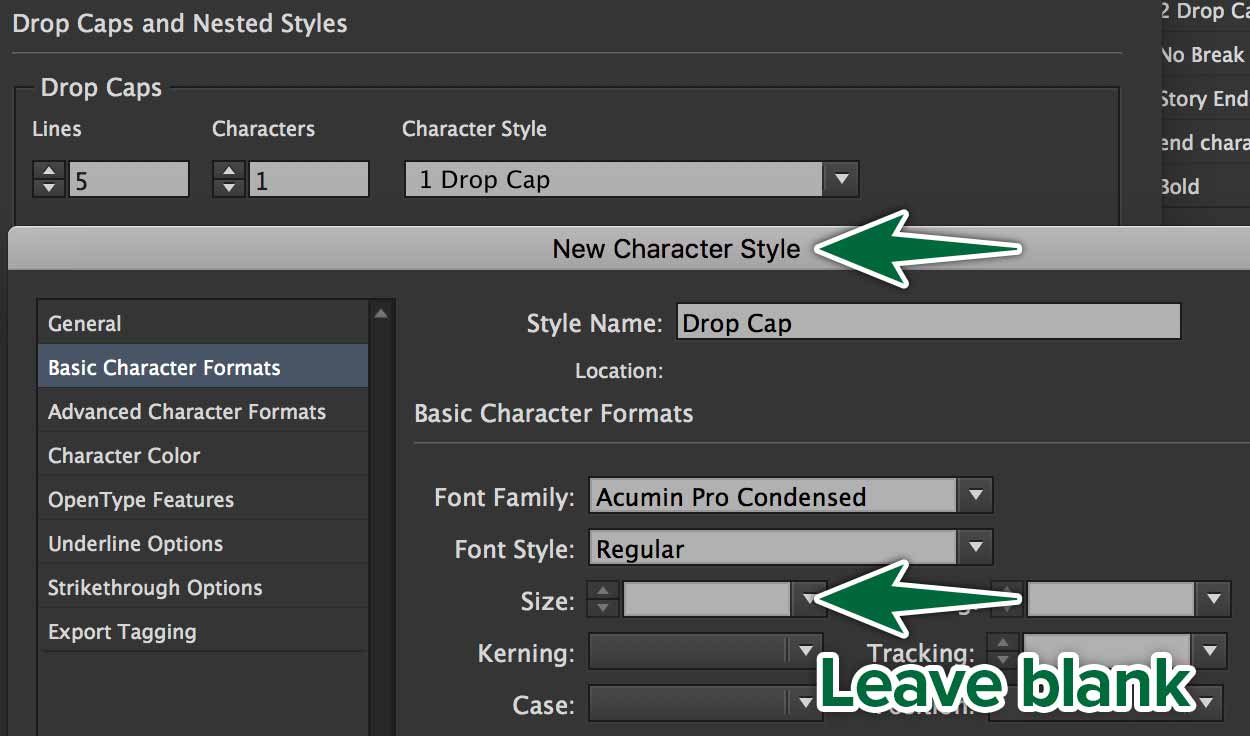 Drop Caps and Nested Styles
2 Drop
No Break
Drop Caps
Story End
Lines
Characters
Character Style
end
5
1
1 Drop Cap
Bold
New Character Style
General
Style Name: Drop Cap
Basic Character Formats
Location:
Advanced Character Formats
Basic Character Formats
Character Color
OpenType Features
Font Family: Acumin Pro Condensed
Underline Options
Font Style: Regular
Strikethrough Options
Size:
Export Tagging
Kerning:
Tracking:
Leave blank
Case: